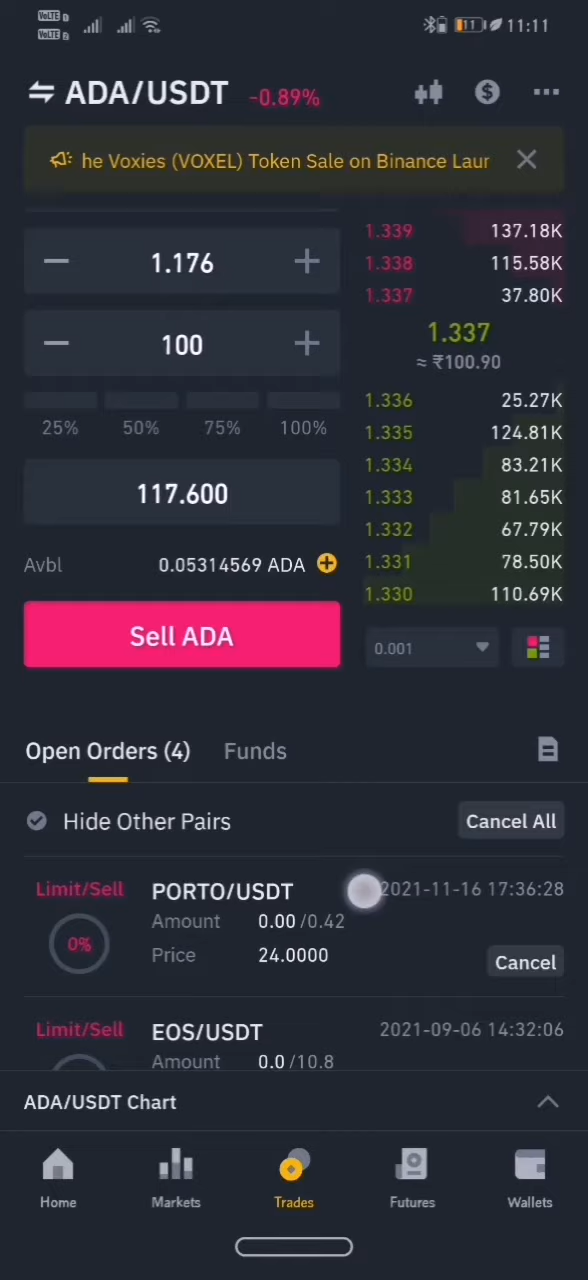 VoLTE
VoLTE 2
11
11:11
ADA/USDT -0.89%
he Voxies (VOXEL) Token Sale on Binance Laur
1.176
100
25% 50% 75% 100%
117.600
Avbl 0.05314569 ADA
Sell ADA
1.339 137.18K
1.338 115.58K
1.337 37.80K
1.337
≈ ₹100.90
1.336 25.27K
1.335 124.81K
1.334 83.21K
1.333 81.65K
1.332 67.79K
1.331 78.50K
1.330 110.69K
0.001
Open Orders (4) Funds
Hide Other Pairs Cancel All
Limit/Sell PORTO/USDT 2021-11-16 17:36:28
Amount 0.00 /0.42
0%
Price 24.0000 Cancel
Limit/Sell EOS/USDT 2021-09-06 14:32:06
Amount 0.0 /10.8
ADA/USDT Chart
Home Markets Trades Futures Wallets